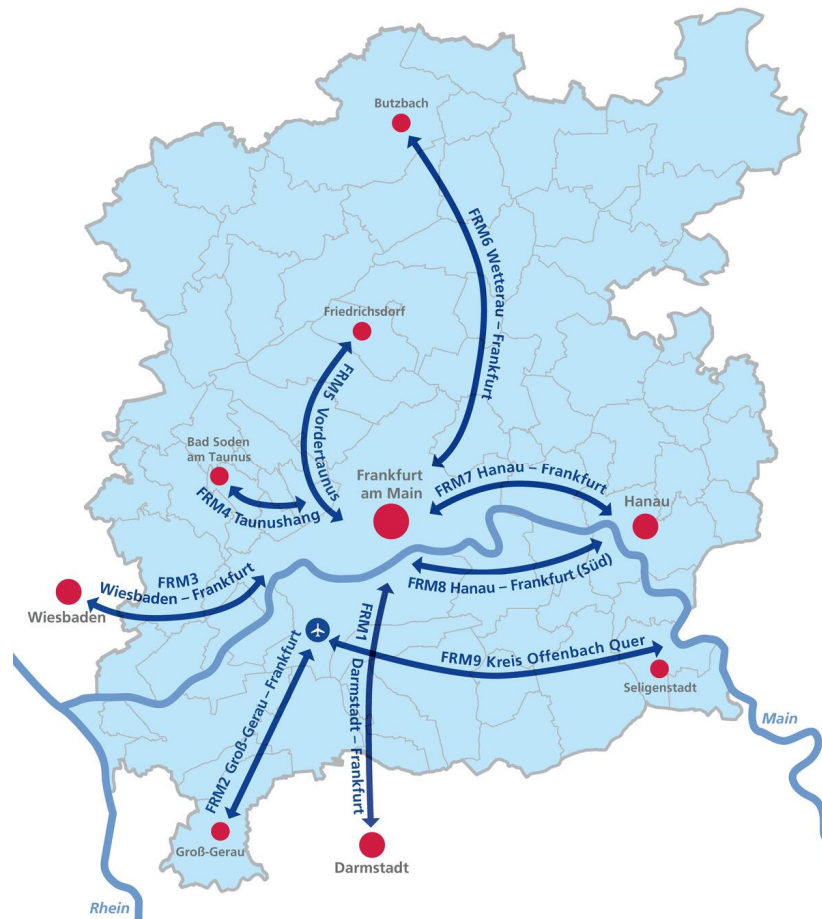 Butzbach
FRM6 Wetterau – Frankfurt
Friedrichsdorf
FRM5 Vordertaunus
Bad Soden
am Taunus
FRM4 Taunushang
Frankfurt
am Main
FRM7 Hanau – Frankfurt
Hanau
FRM3
Wiesbaden – Frankfurt
Wiesbaden
FRM8 Hanau – Frankfurt (Süd)
FRM1 Darmstadt – Frankfurt
FRM9 Kreis Offenbach Quer
Seligenstadt
FRM2 Groß-Gerau – Frankfurt
Main
Groß-Gerau
Darmstadt
Rhein